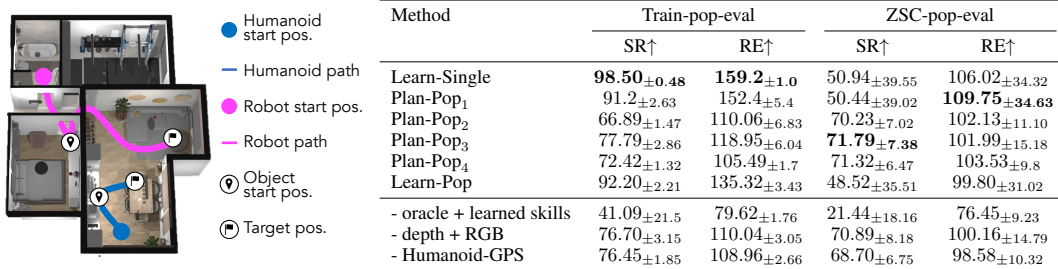 Humanoid
start pos.
Humanoid path
Robot start pos.
Robot path
Object
start pos.
Target pos.
Method Train-pop-eval ZSC-pop-eval
SR↑ RE↑ SR↑ RE↑
Learn-Single 98.50±0.48 159.2±1.0 50.94±39.55 106.02±34.32
Plan-Pop₁ 91.2±2.63 152.4±5.4 50.44±39.02 109.75±34.63
Plan-Pop₂ 66.89±1.47 110.06±6.83 70.23±7.02 102.13±11.10
Plan-Pop₃ 77.79±2.86 118.95±6.04 71.79±7.38 101.99±15.18
Plan-Pop₄ 72.42±1.32 105.49±1.7 71.32±6.47 103.53±9.8
Learn-Pop 92.20±2.21 135.32±3.43 48.52±35.51 99.80±31.02
- oracle + learned skills 41.09±21.5 79.62±1.76 21.44±18.16 76.45±9.23
- depth + RGB 76.70±3.15 110.04±3.05 70.89±8.18 100.16±14.79
- Humanoid-GPS 76.45±1.85 108.96±2.66 68.70±6.75 98.58±10.32